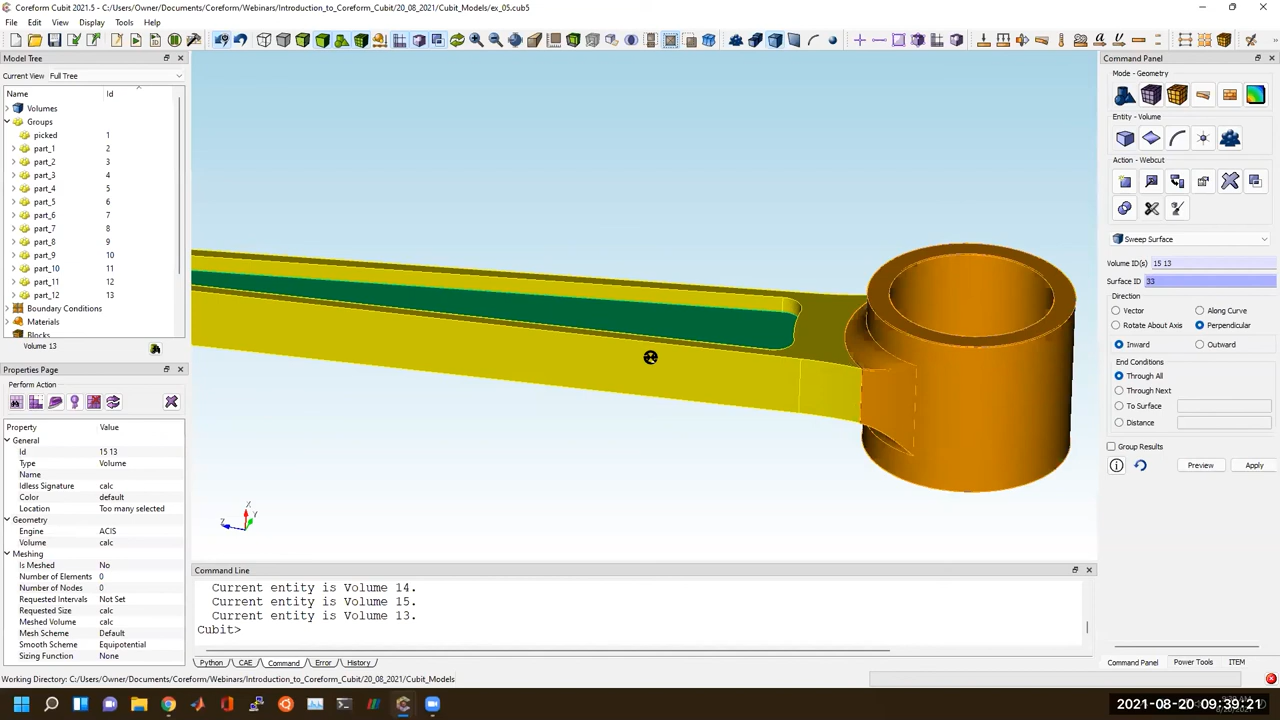 Coreform Cubit 2021.5 - C:/Users/Owner/Documents/Coreform/Webinars/Introduction_to_Coreform_Cubit/20_08_2021/Cubit_Models/ex_05.cub5
File Edit View Display Tools Help
Model Tree
Current View Full Tree
Name Id
Volumes
Groups
picked 1
part_1 2
part_2 3
part_3 4
part_4 5
part_5 6
part_6 7
part_7 8
part_8 9
part_9 10
part_10 11
part_11 12
part_12 13
Boundary Conditions
Materials
Blocks
Volume 13
Properties Page
Perform Action
Property Value
General
Id 15 13
Type Volume
Name
Idless Signature calc
Color default
Location Too many selected
Geometry
Engine ACIS
Volume calc
Meshing
Is Meshed No
Number of Elements 0
Number of Nodes 0
Requested Intervals Not Set
Requested Size calc
Meshed Volume calc
Mesh Scheme Default
Smooth Scheme Equipotential
Sizing Function None
X
Y
Z
Command Line
Current entity is Volume 14.
Current entity is Volume 15.
Current entity is Volume 13.
Cubit>
Python CAE Command Error History
Command Panel
Mode - Geometry
Entity - Volume
Action - Webcut
Sweep Surface
Volume ID(s) 15 13
Surface ID 33
Direction
Vector Along Curve
Rotate About Axis Perpendicular
Inward Outward
End Conditions
Through All
Through Next
To Surface
Distance
Group Results
Preview Apply
Command Panel Power Tools ITEM
Working Directory: C:/Users/Owner/Documents/Coreform/Webinars/Introduction_to_Coreform_Cubit/20_08_2021/Cubit_Models
2021-08-20 09:39:21